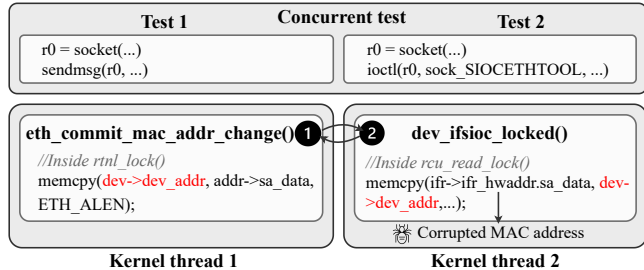 Concurrent test
Test 1
r0 = socket(...)
sendmsg(r0, ...)
Test 2
r0 = socket(...)
ioctl(r0, sock_SIOCETHTOOL, ...)
eth_commit_mac_addr_change()
1
//Inside rtnl_lock()
memcpy(dev->dev_addr, addr->sa_data,
ETH_ALEN);
Kernel thread 1
2
dev_ifsioc_locked()
//Inside rcu_read_lock()
memcpy(ifr->ifr_hwaddr.sa_data, dev-
>dev_addr,...);
Corrupted MAC address
Kernel thread 2